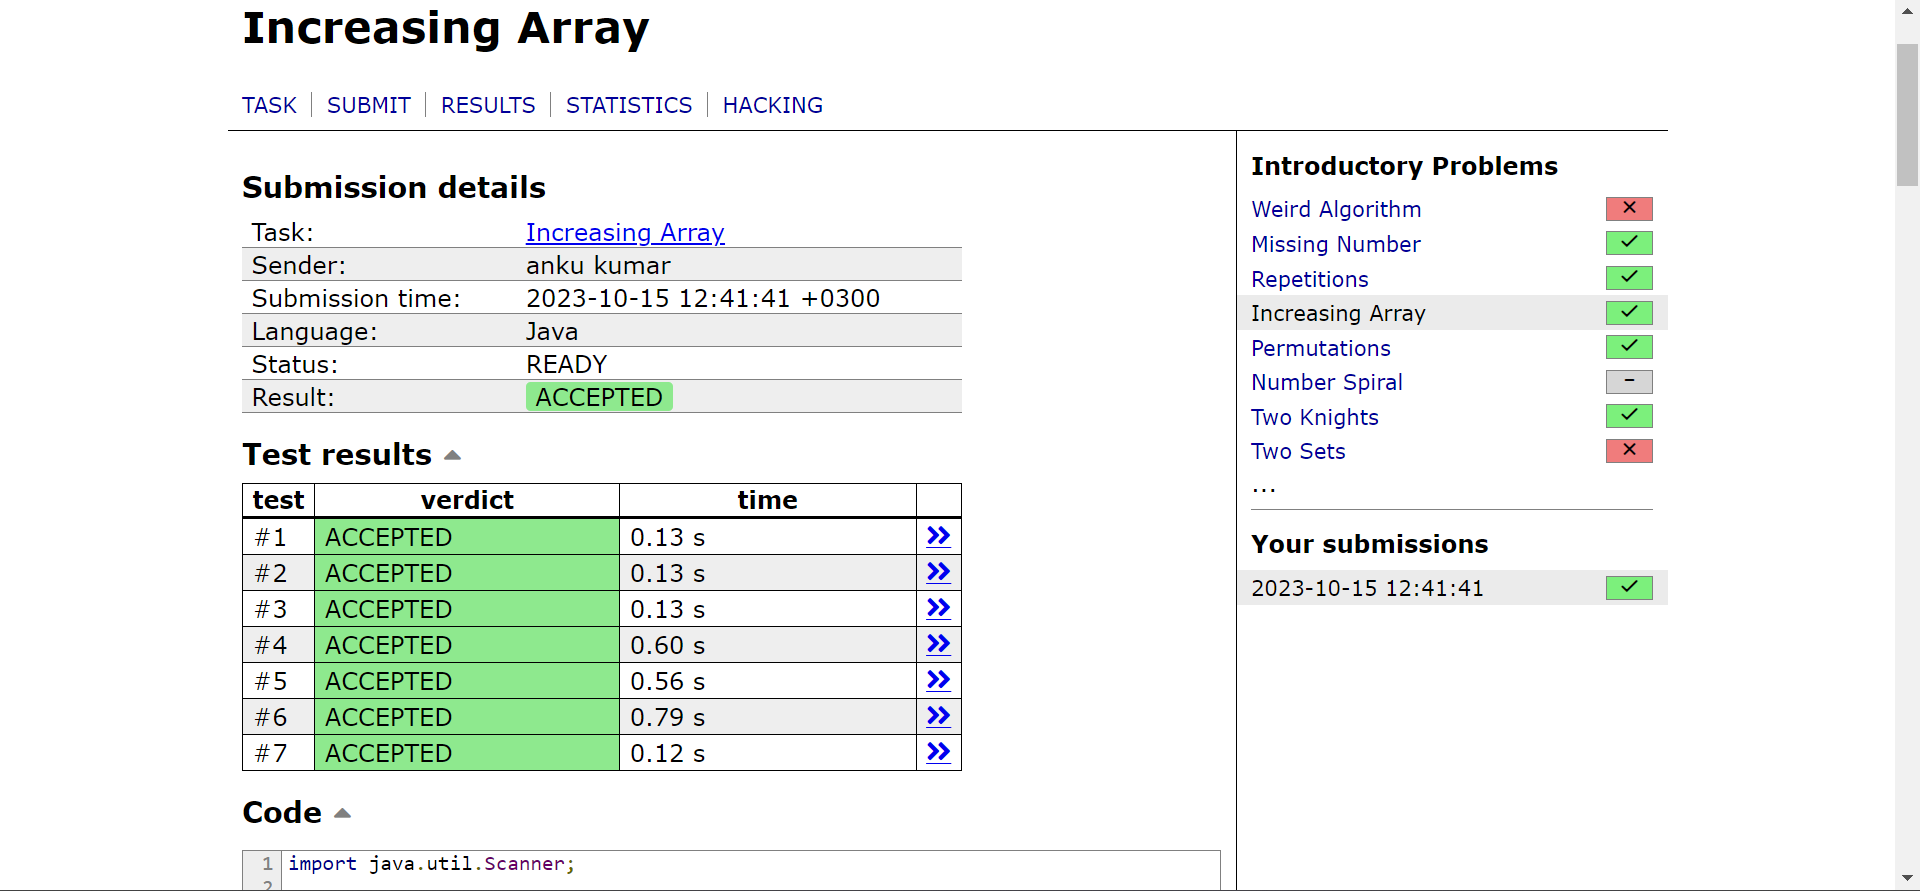 Increasing Array
TASK | SUBMIT | RESULTS | STATISTICS | HACKING
Submission details
Task: Increasing Array
Sender: anku kumar
Submission time: 2023-10-15 12:41:41 +0300
Language: Java
Status: READY
Result: ACCEPTED
Test results
test verdict time
#1 ACCEPTED 0.13 s
#2 ACCEPTED 0.13 s
#3 ACCEPTED 0.13 s
#4 ACCEPTED 0.60 s
#5 ACCEPTED 0.56 s
#6 ACCEPTED 0.79 s
#7 ACCEPTED 0.12 s
Code
1 import java.util.Scanner;
2
Introductory Problems
Weird Algorithm
Missing Number
Repetitions
Increasing Array
Permutations
Number Spiral –
Two Knights
Two Sets
...
Your submissions
2023-10-15 12:41:41